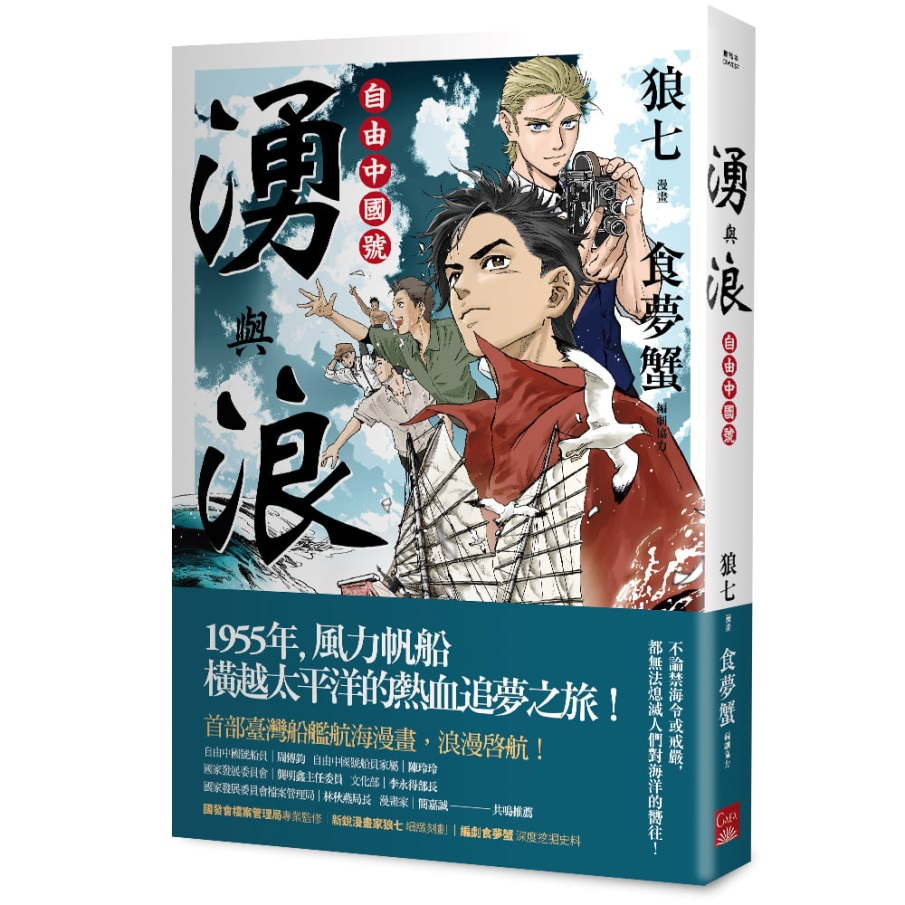 湧與浪
自由中國號
狼七
漫畫
食夢蟹
編劇協力
1955年，風力帆船
橫越太平洋的熱血追夢之旅！
首部臺灣船艦航海漫畫，浪漫啓航！
自由中國號船員｜周傳鈞 自由中國號船員家屬｜陳玲玲
國家發展委員會｜龔明鑫主任委員 文化部｜李永得部長
國家發展委員會檔案管理局｜林秋燕局長 漫畫家｜簡嘉誠——共鳴推薦
國發會檔案管理局專業監修｜新銳漫畫家狼七 細緻刻劃｜編劇食夢蟹 深度挖掘史料
不論禁海令或戒嚴，
都無法熄滅人們對海洋的嚮往！
湧與浪
自由中國號
狼七
漫畫
食夢蟹
編劇協力
GAEA